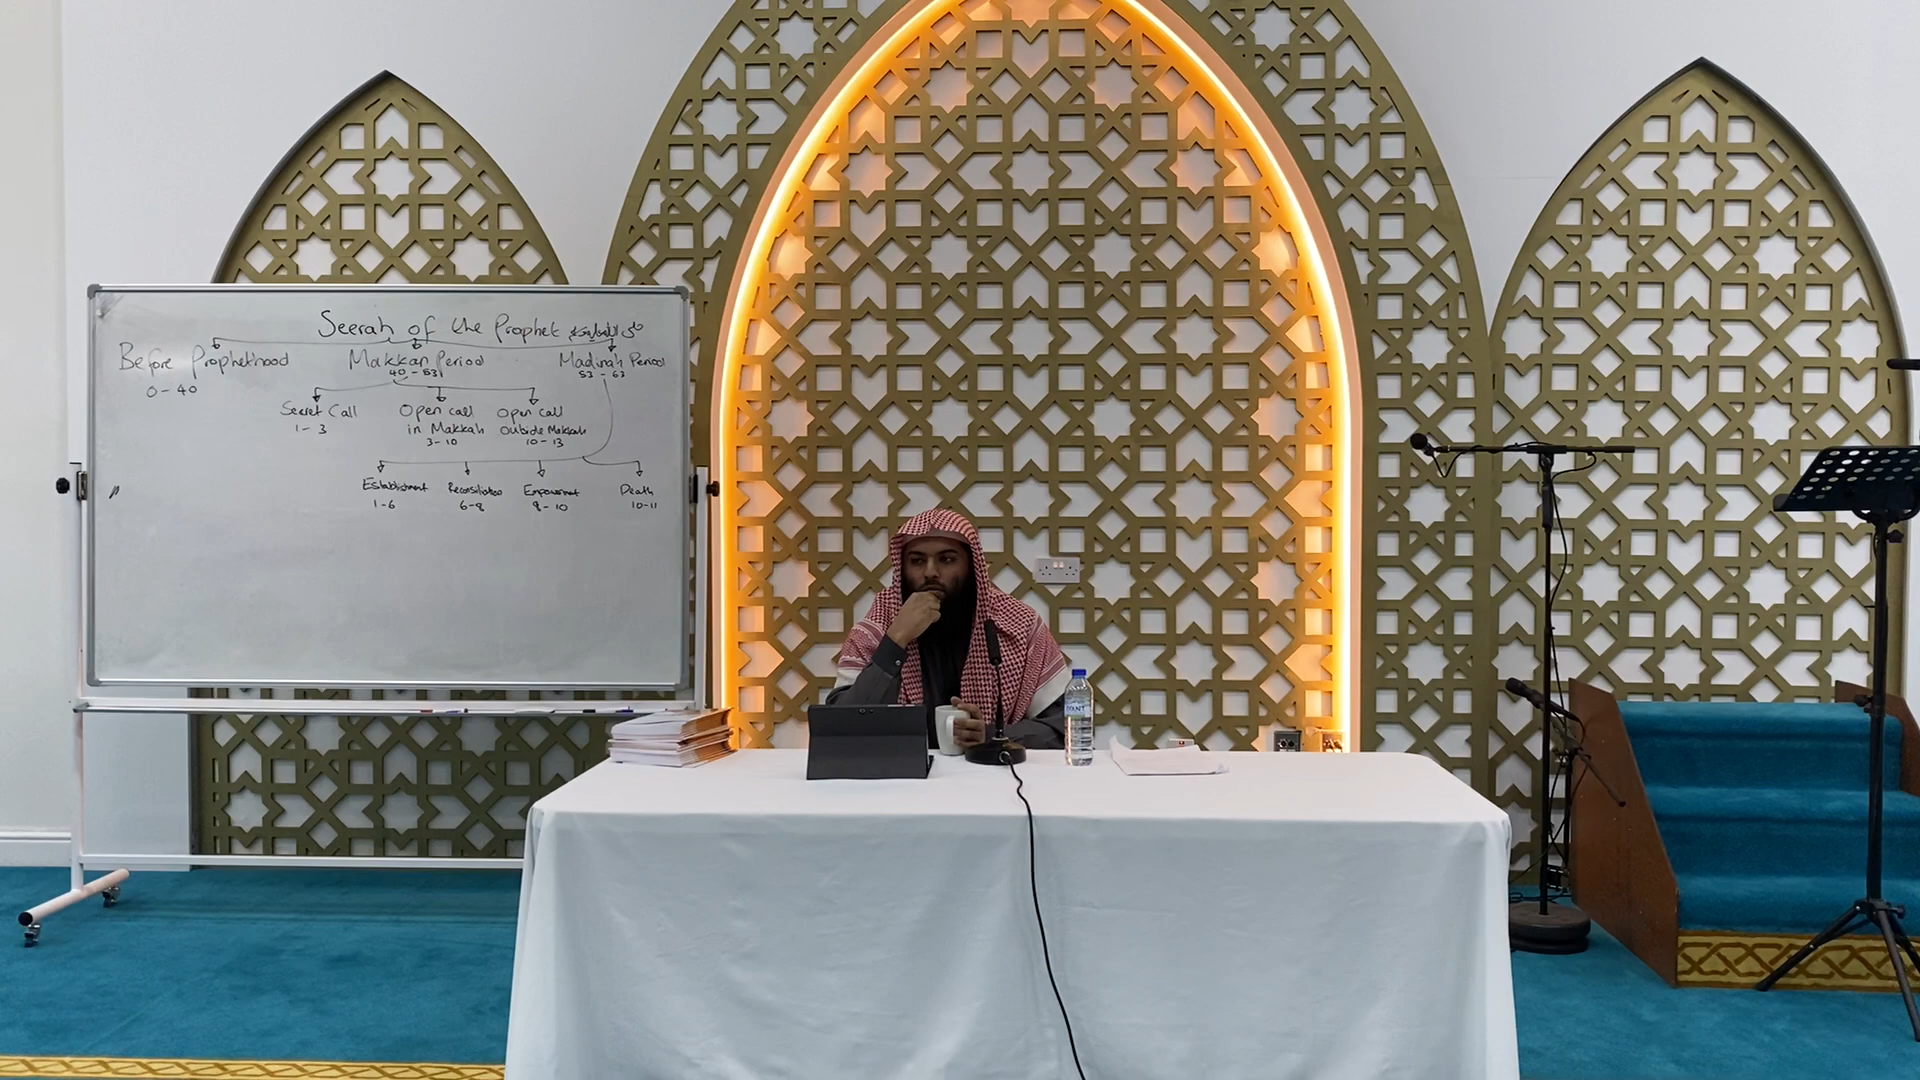 Seerah of the Prophet صلى الله عليه وسلم
Before Prophethood
0-40
Makkan Period
40-53
Madinah Period
53-63
Secret Call
1-3
Open call
in Makkah
3-10
Open call
outside Makkah
10-13
Establishment
1-6
Reconsiliation
6-8
Empowerment
9-10
Death
10-11